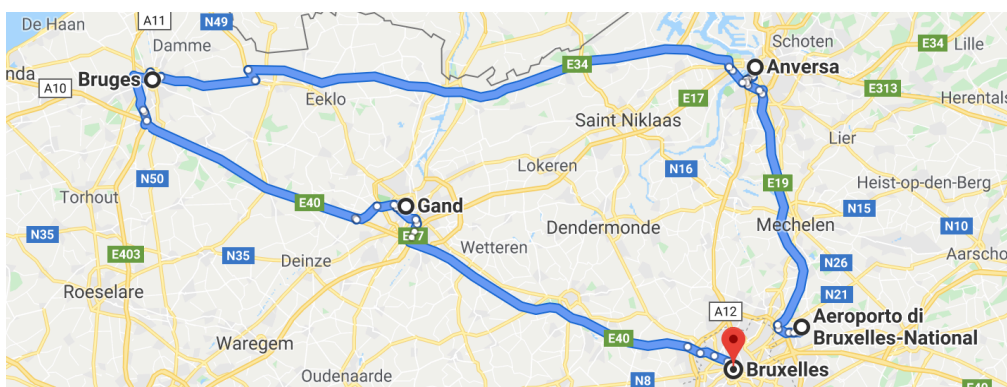 De Haan
A11
N49
Damme
Schoten
E34
Lille
nda
A10
Bruges
E34
Anversa
Eeklo
E17
E313
Herentals
Saint Niklaas
Lier
N50
Lokeren
N16
E19
Heist-op-den-Berg
Torhout
E40
Gand
Mechelen
N15
Dendermonde
N10
N35
E403
N35
Deinze
E17
Wetteren
N26
Aarscho
Roeselare
N21
A12
Aeroporto di
Bruxelles-National
Waregem
E40
Oudenaarde
N8
Bruxelles
E40